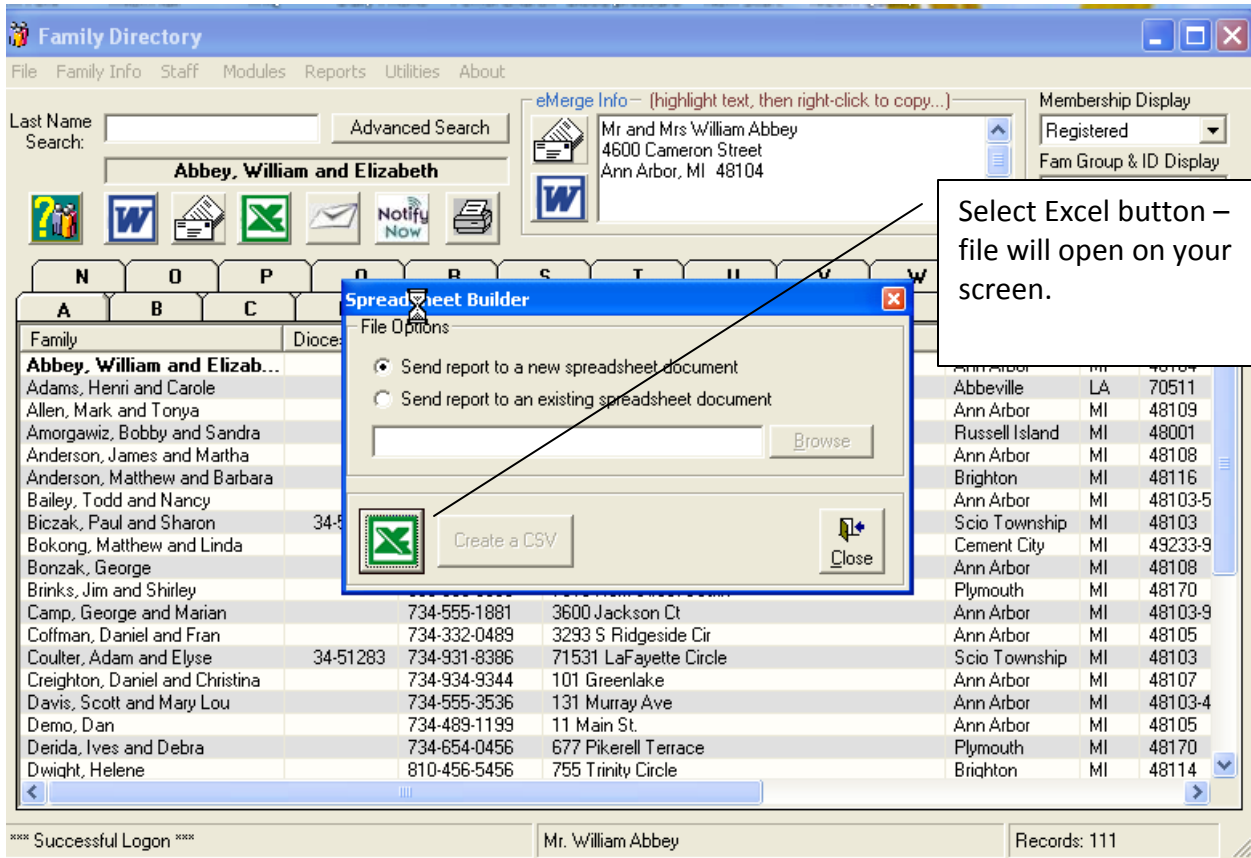 Family Directory
File Family Info Staff Modules Reports Utilities About
Last Name
Search:
Advanced Search
Abbey, William and Elizabeth
W
Notify
Now
eMerge Info
(highlight text, then right-click to copy...)
Mr and Mrs William Abbey
4600 Cameron Street
Ann Arbor, MI 48104
W
Membership Display
Registered
Fam Group & ID Display
Select Excel button –
file will open on your
screen.
N O P Q R S T U V W
A B C
Family
Abbey, William and Elizab... Ann Arbor MI 48104
Adams, Henri and Carole Abbeville LA 70511
Allen, Mark and Tonya Ann Arbor MI 48109
Amorgawiz, Bobby and Sandra Russell Island MI 48001
Anderson, James and Martha Ann Arbor MI 48108
Anderson, Matthew and Barbara Brighton MI 48116
Bailey, Todd and Nancy Ann Arbor MI 48103-5
Biczak, Paul and Sharon 34-5 Scio Township MI 48103
Bokong, Matthew and Linda Cement City MI 49233-9
Bonzak, George Ann Arbor MI 48108
Brinks, Jim and Shirley Plymouth MI 48170
Camp, George and Marian 734-555-1881 3600 Jackson Ct Ann Arbor MI 48103-9
Coffman, Daniel and Fran 734-332-0489 3293 S Ridgeside Cir Ann Arbor MI 48105
Coulter, Adam and Elyse 34-51283 734-931-8386 71531 LaFayette Circle Scio Township MI 48103
Creighton, Daniel and Christina 734-934-9344 101 Greenlake Ann Arbor MI 48107
Davis, Scott and Mary Lou 734-555-3536 131 Murray Ave Ann Arbor MI 48103-4
Demo, Dan 734-489-1199 11 Main St. Ann Arbor MI 48105
Derida, Ives and Debra 734-654-0456 677 Pikerell Terrace Plymouth MI 48170
Dwight, Helene 810-456-5456 755 Trinity Circle Brighton MI 48114
Spreadsheet Builder
File Options
Send report to a new spreadsheet document
Send report to an existing spreadsheet document
Browse
Create a CSV
Close
*** Successful Logon *** Mr. William Abbey Records: 111